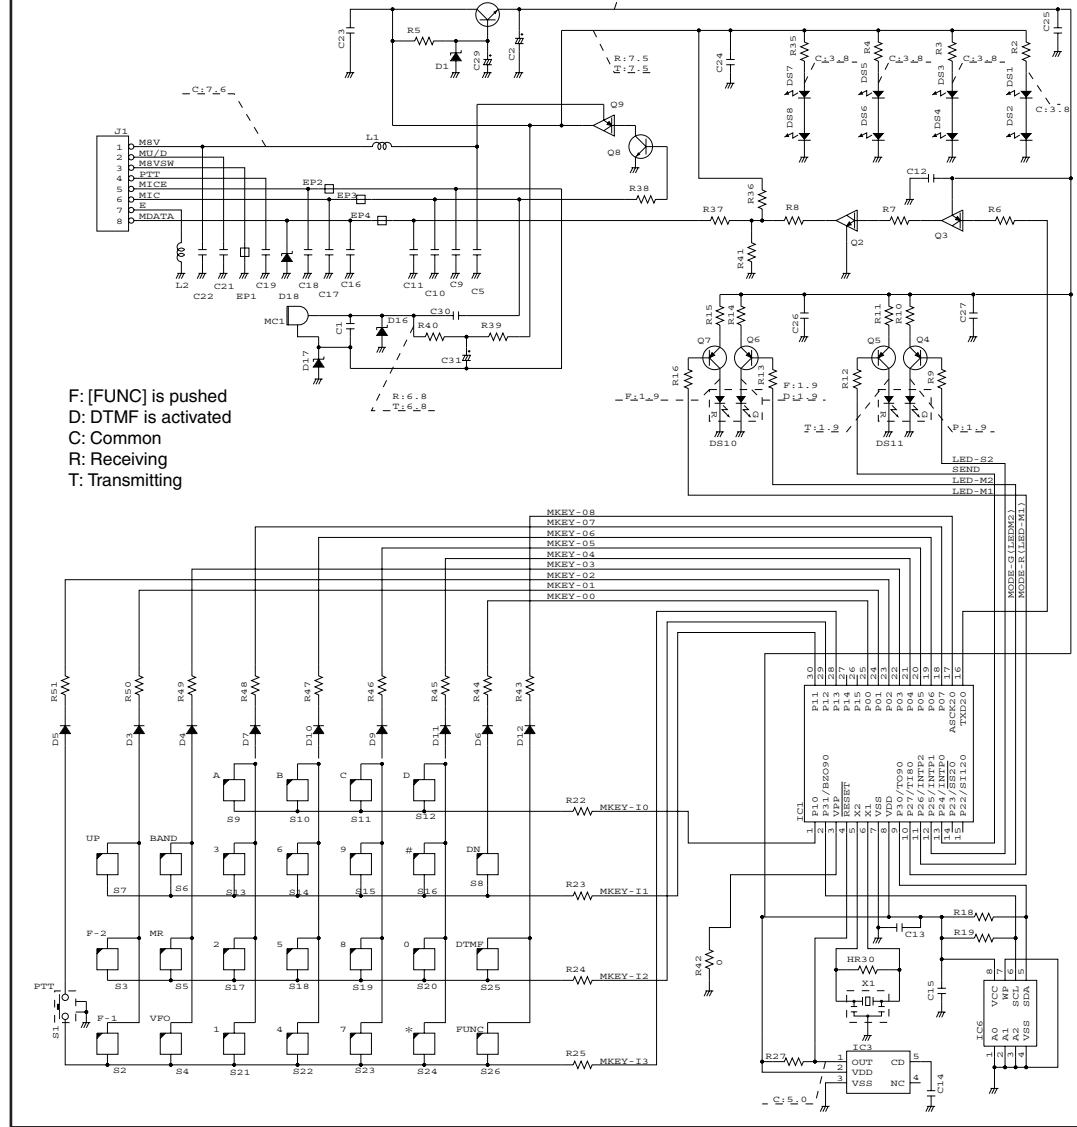 C23
R5
D1
C29
C2
C25
R:7.5
T:7.5
C24
R35
R4
R3
R2
DS7
DS5
DS3
DS1
C:3.8
C:3.8
C:3.8
C:3.8
DS8
DS6
DS4
DS2
C:7.6
Q9
Q8
J1
L1
1 M8V
2 MU/D
3 M8VSW
4 PTT
5 MICE
6 MIC
7 E
8 MDATA
EP2
EP3
EP4
R38
C12
R36
R37
R8
R7
R6
Q2
Q3
R41
L2
C22
C21
EP1
C19
D18
C18
C17
C16
C11
C10
C9
C5
MC1
C1
D16
C30
R40
R39
C31
D17
R:6.8
T:6.8
R15
R14
C26
R11
R10
C27
Q7
Q6
Q5
Q4
R16
R13
R12
R9
F:1.9
F:1.9
D:1.9
T:1.9
P:1.9
R
G
DS10
DS11
F: [FUNC] is pushed
D: DTMF is activated
C: Common
R: Receiving
T: Transmitting
LED-S2
SEND
LED-M2
LED-M1
MODE-G(LEDM2)
MODE-R(LED-M1)
MKEY-08
MKEY-07
MKEY-06
MKEY-05
MKEY-04
MKEY-03
MKEY-02
MKEY-01
MKEY-00
R51
R50
R49
R48
R47
R46
R45
R44
R43
D5
D3
D4
D7
D10
D9
D11
D6
D12
30 29 28 27 26 25 24 23 22 21 20 19 18 17 16
P11 P12 P13 P14 P15 P00 P01 P02 P03 P04 P05 P06 P07 ASCK20 TXD20
IC1
P10 P31/BZO90 VPP RESET X2 X1 VSS VDD P30/TO90 P27/TI80 P26/INTP2 P25/INTP1 P24/INTP0 P23/SS20 P22/SI120
1 2 3 4 5 6 7 8 9 10 11 12 13 14 15
A
B
C
D
S9
S10
S11
S12
R22
MKEY-I0
UP
BAND
3
6
9
#
DN
S7
S6
S13
S14
S15
S16
S8
R23
MKEY-I1
F-2
MR
2
5
8
0
DTMF
S3
S5
S17
S18
S19
S20
S25
R24
MKEY-I2
PTT
S1
F-1
VFO
1
4
7
*
FUNC
S2
S4
S21
S22
S23
S24
S26
R25
MKEY-I3
R42
0
C13
R18
R19
HR30
X1
C15
8 7 6 5
VCC WP SCL SDA
IC6
A0 A1 A2 VSS
1 2 3 4
R27
IC3
1 OUT CD 5
2 VDD
3 VSS NC 4
C14
C:5.0